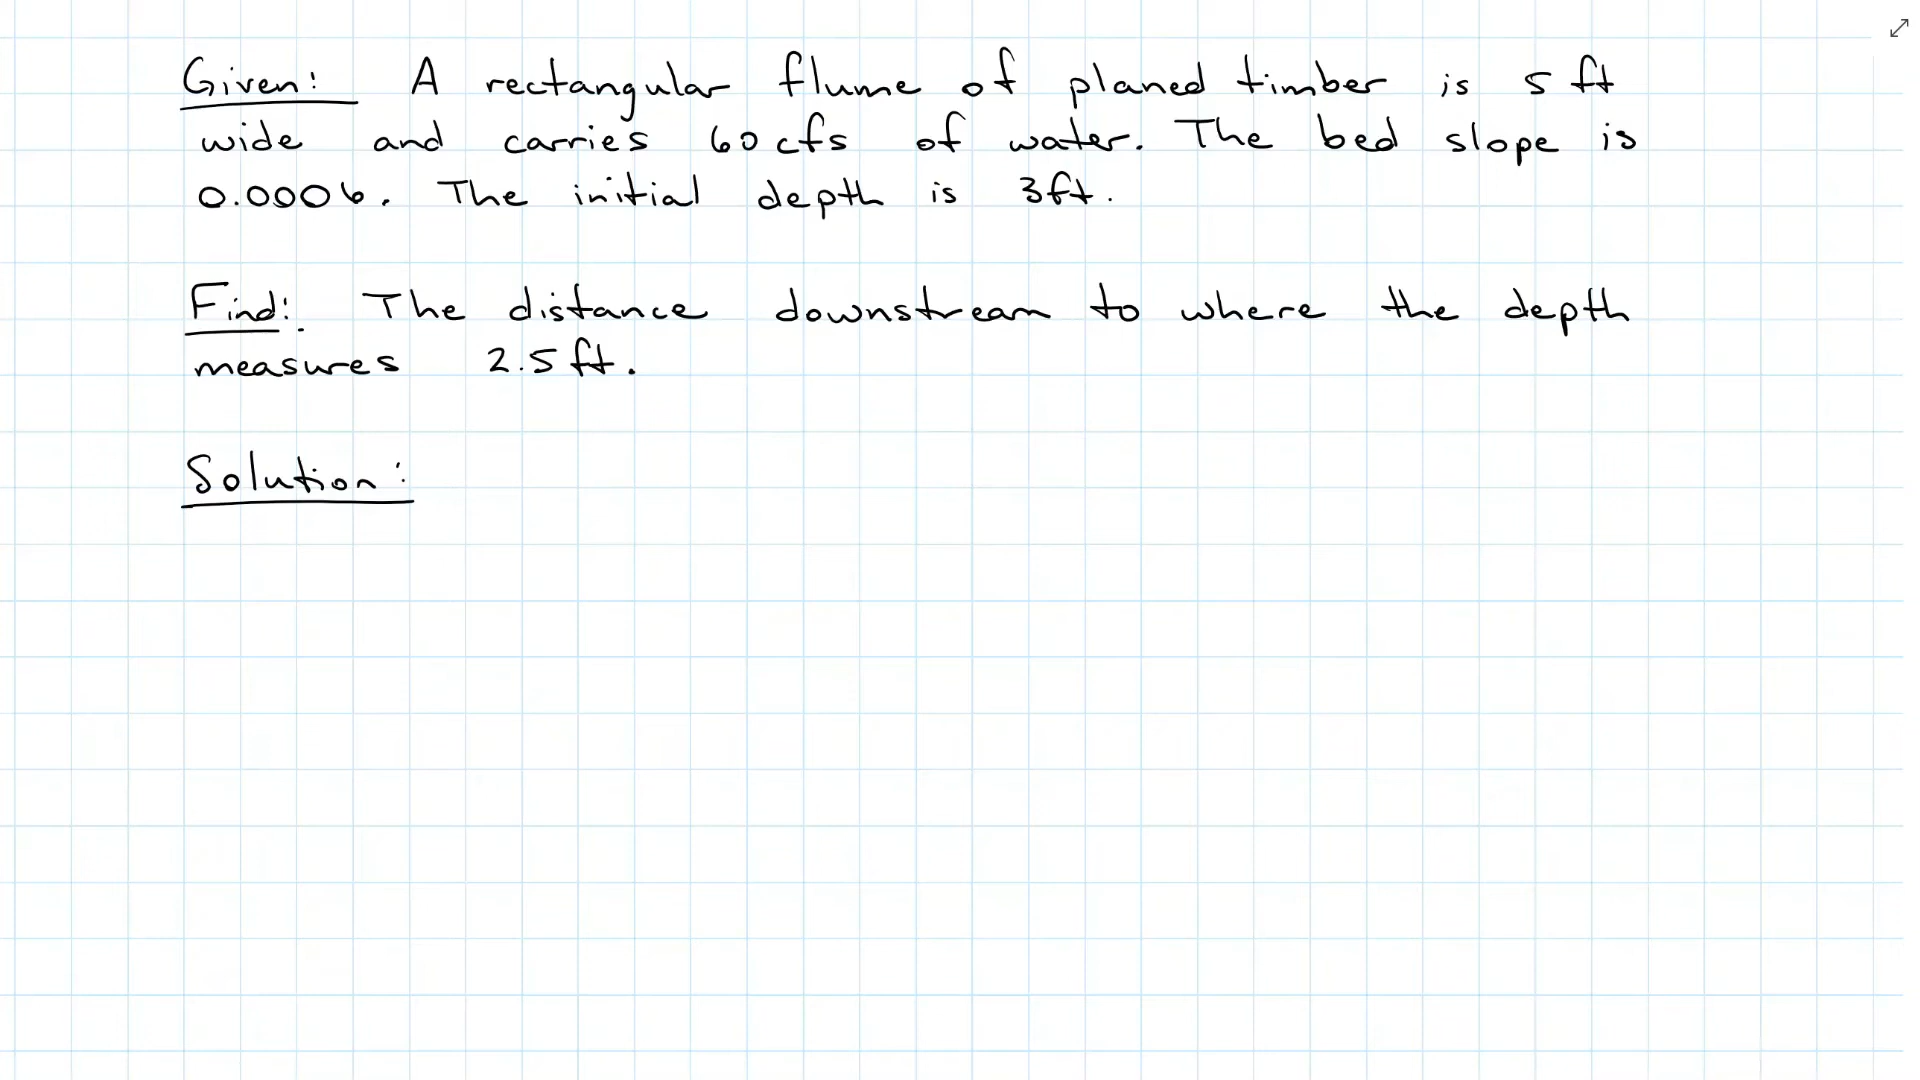 Given: A rectangular flume of planed timber is 5 ft
wide and carries 60 cfs of water. The bed slope is
0.0006. The initial depth is 3ft.
Find: The distance downstream to where the depth
measures 2.5 ft.
Solution: